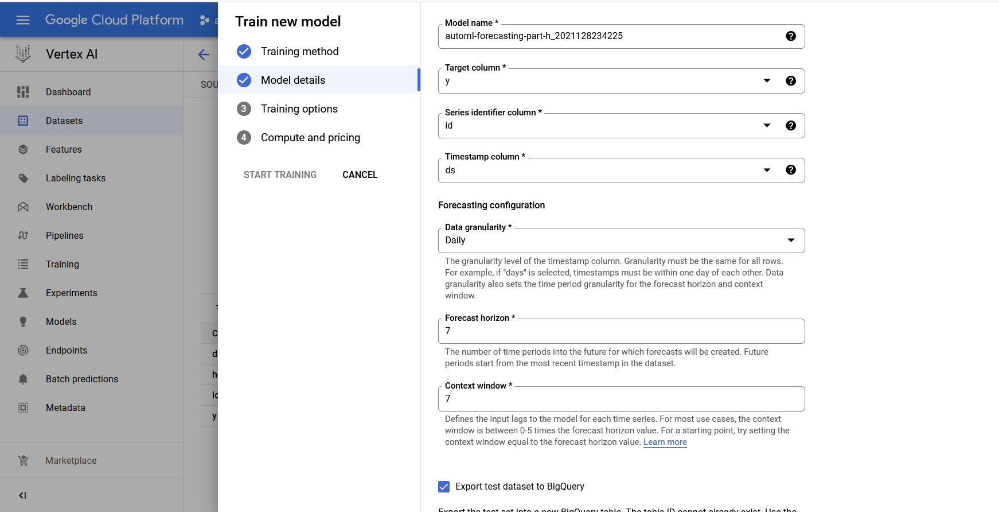 Google Cloud Platform
a
Vertex AI
Dashboard
Datasets
Features
Labeling tasks
Workbench
Pipelines
Training
Experiments
Models
Endpoints
Batch predictions
Metadata
Marketplace
SOU
C
d
h
id
y
Train new model
Training method
Model details
3 Training options
4 Compute and pricing
START TRAINING CANCEL
Model name *
automl-forecasting-part-h_2021128234225
Target column *
y
Series identifier column *
id
Timestamp column *
ds
Forecasting configuration
Data granularity *
Daily
The granularity level of the timestamp column. Granularity must be the same for all rows.
For example, if "days" is selected, timestamps must be within one day of each other. Data
granularity also sets the time period granularity for the forecast horizon and context
window.
Forecast horizon *
7
The number of time periods into the future for which forecasts will be created. Future
periods start from the most recent timestamp in the dataset.
Context window *
7
Defines the input lags to the model for each time series. For most use cases, the context
window is between 0-5 times the forecast horizon value. For a starting point, try setting the
context window equal to the forecast horizon value. Learn more
Export test dataset to BigQuery
Export the test set into a new BigQuery table. The table ID cannot already exist. Use the